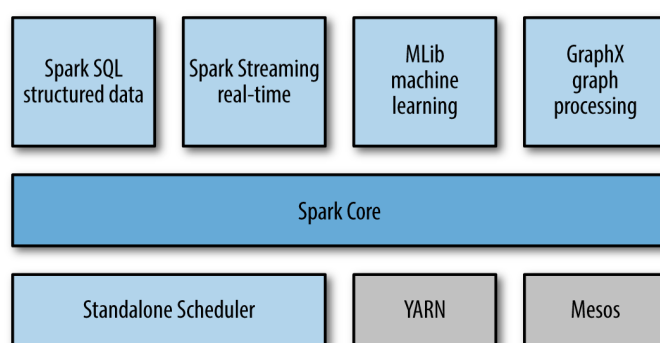 Spark SQL
structured data
Spark Streaming
real-time
MLib
machine
learning
GraphX
graph
processing
Spark Core
Standalone Scheduler
YARN
Mesos